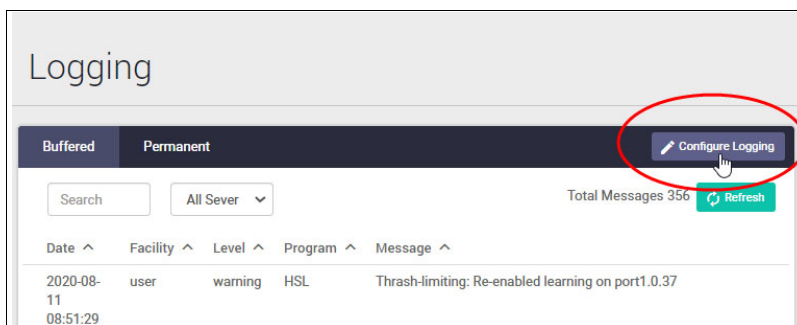 Logging
Buffered Permanent Configure Logging
Search All Sever Total Messages 356 Refresh
Date Facility Level Program Message
2020-08- user warning HSL Thrash-limiting: Re-enabled learning on port1.0.37
11
08:51:29